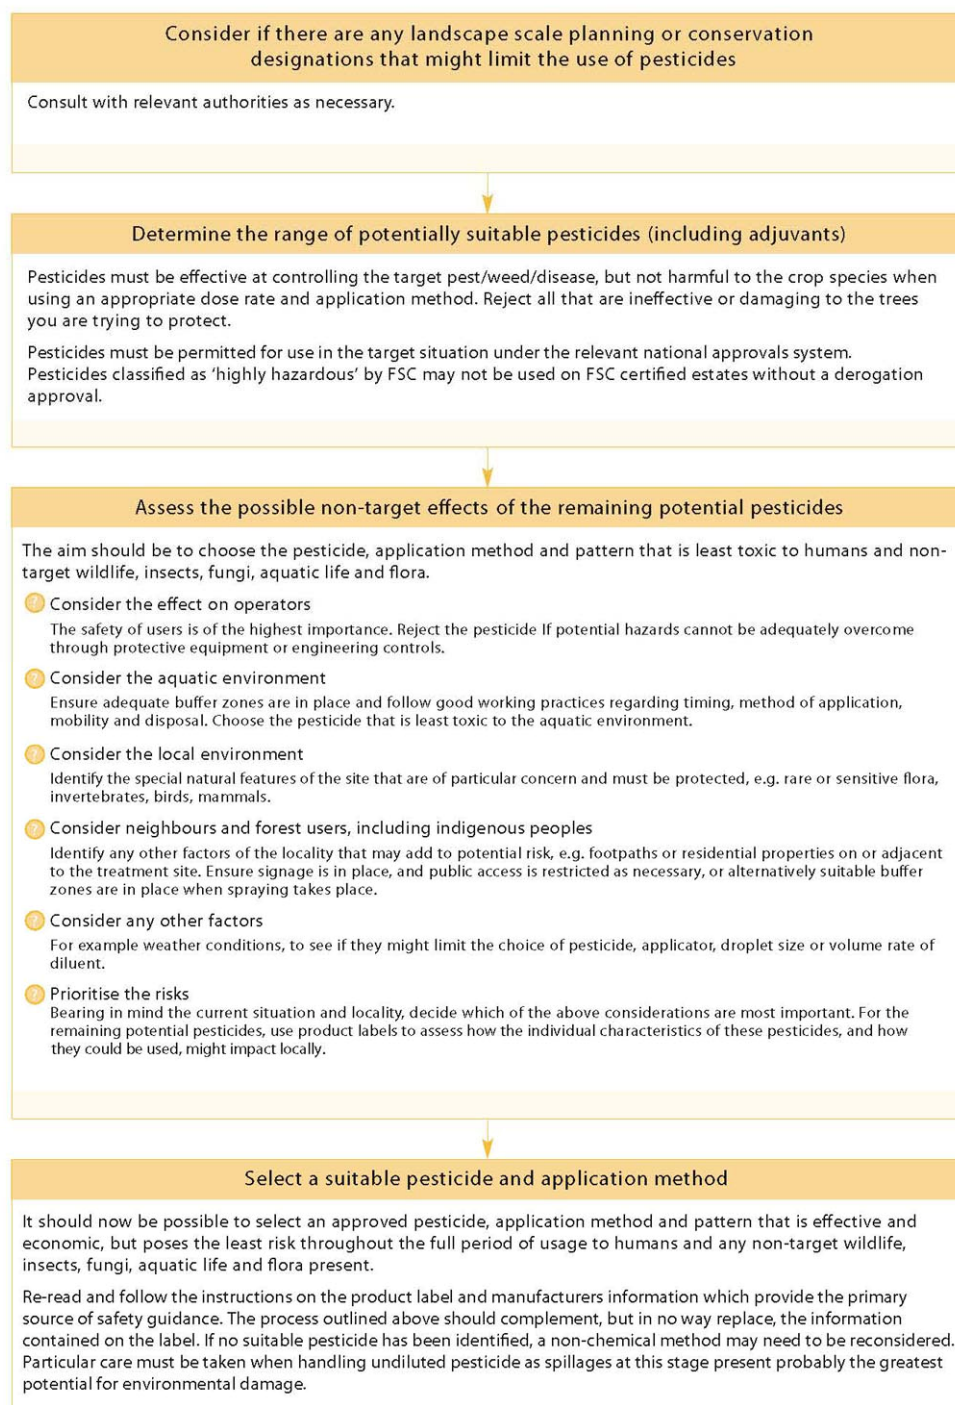 Consider if there are any landscape scale planning or conservation
designations that might limit the use of pesticides
Consult with relevant authorities as necessary.
Determine the range of potentially suitable pesticides (including adjuvants)
Pesticides must be effective at controlling the target pest/weed/disease, but not harmful to the crop species when
using an appropriate dose rate and application method. Reject all that are ineffective or damaging to the trees
you are trying to protect.
Pesticides must be permitted for use in the target situation under the relevant national approvals system.
Pesticides classified as ‘highly hazardous’ by FSC may not be used on FSC certified estates without a derogation
approval.
Assess the possible non-target effects of the remaining potential pesticides
The aim should be to choose the pesticide, application method and pattern that is least toxic to humans and non-
target wildlife, insects, fungi, aquatic life and flora.
? Consider the effect on operators
The safety of users is of the highest importance. Reject the pesticide If potential hazards cannot be adequately overcome
through protective equipment or engineering controls.
? Consider the aquatic environment
Ensure adequate buffer zones are in place and follow good working practices regarding timing, method of application,
mobility and disposal. Choose the pesticide that is least toxic to the aquatic environment.
? Consider the local environment
Identify the special natural features of the site that are of particular concern and must be protected, e.g. rare or sensitive flora,
invertebrates, birds, mammals.
? Consider neighbours and forest users, including indigenous peoples
Identify any other factors of the locality that may add to potential risk, e.g. footpaths or residential properties on or adjacent
to the treatment site. Ensure signage is in place, and public access is restricted as necessary, or alternatively suitable buffer
zones are in place when spraying takes place.
? Consider any other factors
For example weather conditions, to see if they might limit the choice of pesticide, applicator, droplet size or volume rate of
diluent.
? Prioritise the risks
Bearing in mind the current situation and locality, decide which of the above considerations are most important. For the
remaining potential pesticides, use product labels to assess how the individual characteristics of these pesticides, and how
they could be used, might impact locally.
Select a suitable pesticide and application method
It should now be possible to select an approved pesticide, application method and pattern that is effective and
economic, but poses the least risk throughout the full period of usage to humans and any non-target wildlife,
insects, fungi, aquatic life and flora present.
Re-read and follow the instructions on the product label and manufacturers information which provide the primary
source of safety guidance. The process outlined above should complement, but in no way replace, the information
contained on the label. If no suitable pesticide has been identified, a non-chemical method may need to be reconsidered.
Particular care must be taken when handling undiluted pesticide as spillages at this stage present probably the greatest
potential for environmental damage.